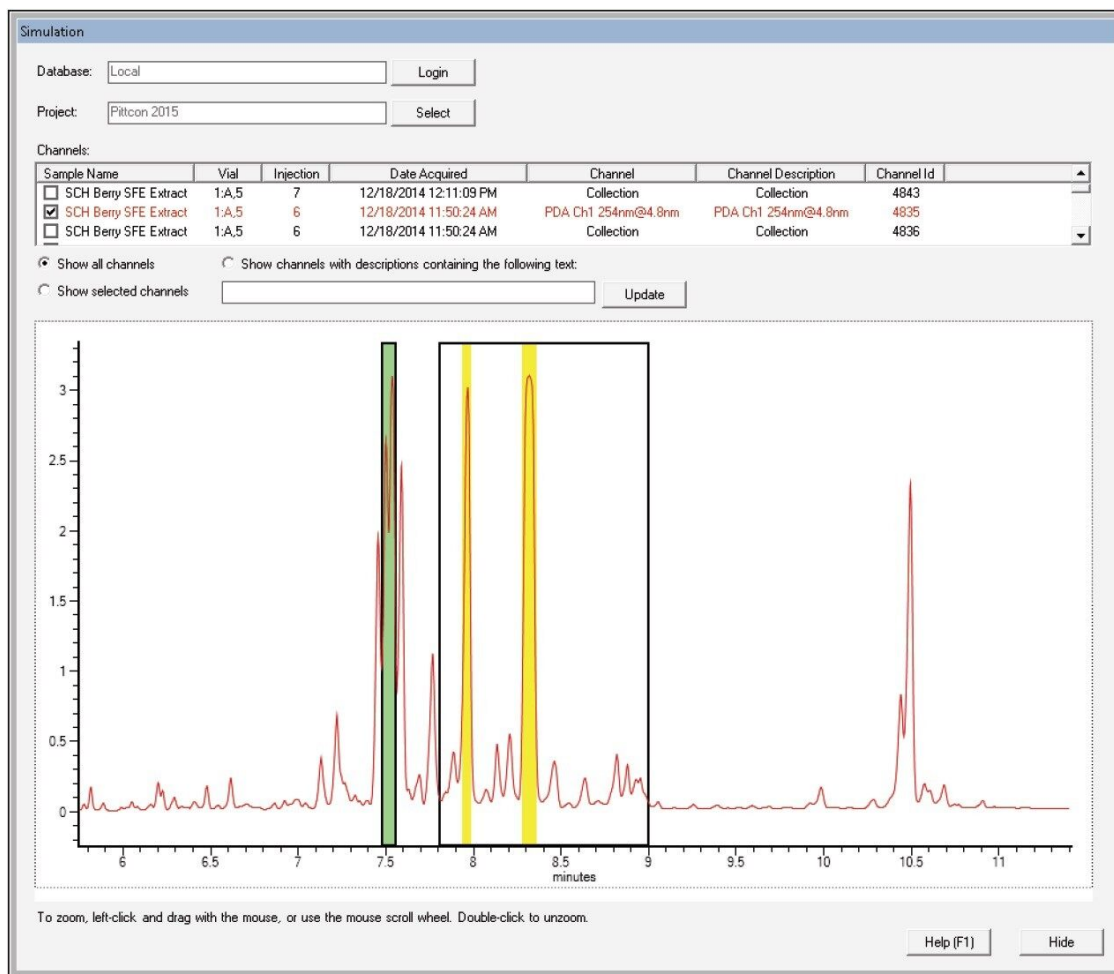 Simulation
Database: Local Login
Project: Pittcon 2015 Select
Channels:
Sample Name Vial Injection Date Acquired Channel Channel Description Channel Id
SCH Berry SFE Extract 1:A,5 7 12/18/2014 12:11:09 PM Collection Collection 4843
SCH Berry SFE Extract 1:A,5 6 12/18/2014 11:50:24 AM PDA Ch1 254nm@4.8nm PDA Ch1 254nm@4.8nm 4835
SCH Berry SFE Extract 1:A,5 6 12/18/2014 11:50:24 AM Collection Collection 4836
Show all channels Show channels with descriptions containing the following text:
Show selected channels Update
3
2.5
2
1.5
1
0.5
0
6 6.5 7 7.5 8 8.5 9 9.5 10 10.5 11
minutes
To zoom, left-click and drag with the mouse, or use the mouse scroll wheel. Double-click to unzoom.
Help (F1) Hide